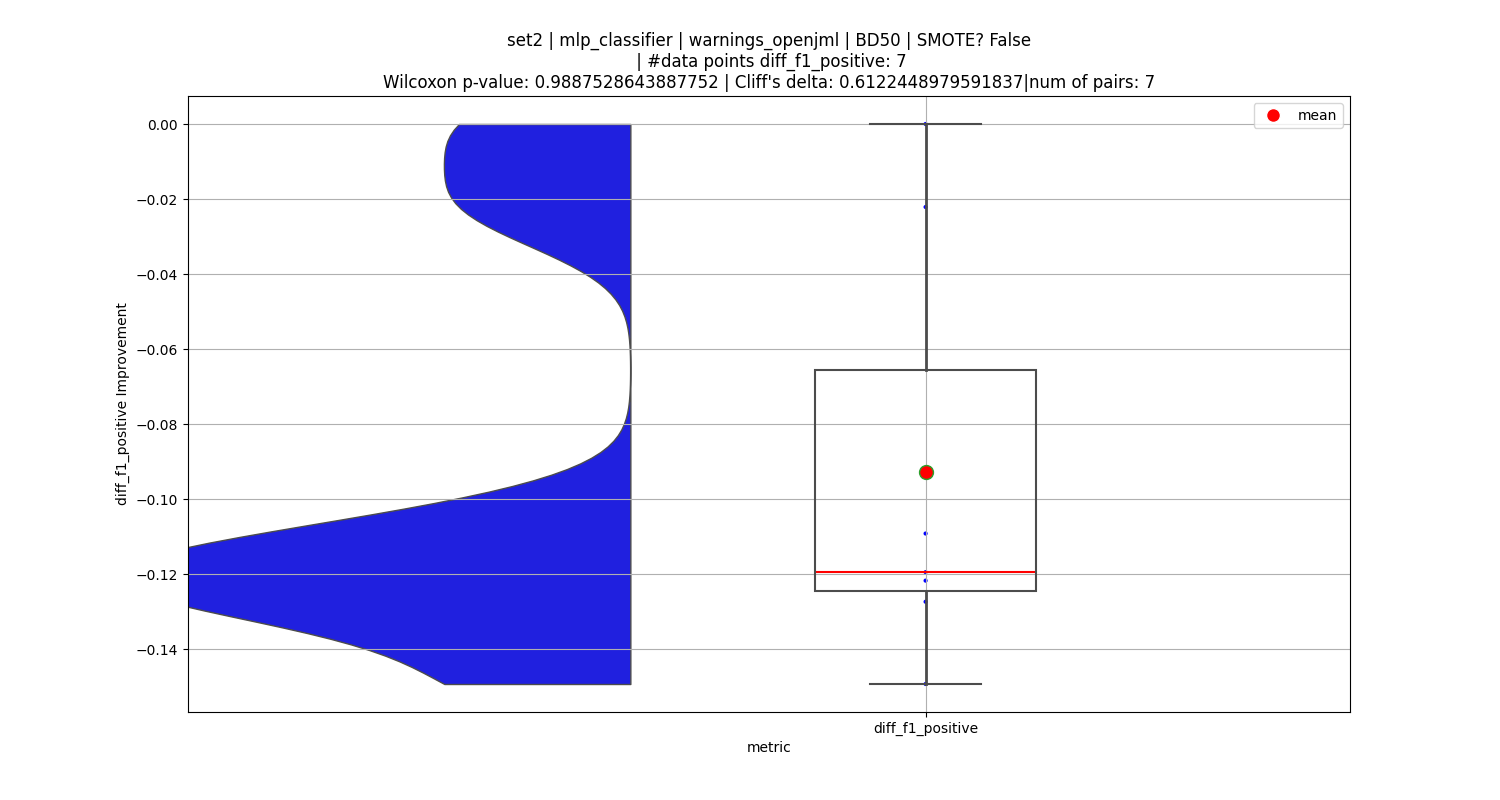 set2 | mlp_classifier | warnings_openjml | BD50 | SMOTE? False
| #data points diff_f1_positive: 7
Wilcoxon p-value: 0.9887528643887752 | Cliff's delta: 0.6122448979591837|num of pairs: 7
mean
0.00
−0.02
−0.04
−0.06
−0.08
−0.10
−0.12
−0.14
diff_f1_positive Improvement
diff_f1_positive
metric